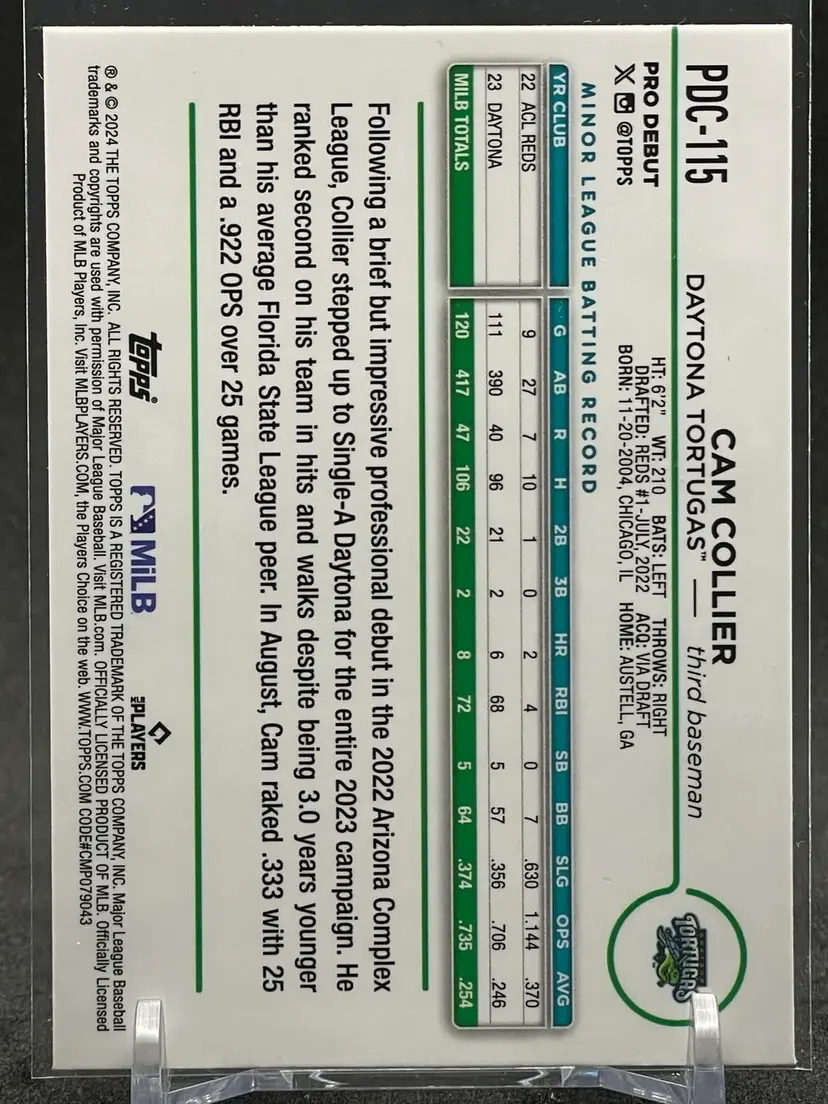 PDC-115
PRO DEBUT
X @TOPPS
CAM COLLIER
DAYTONA TORTUGAS™ — third baseman
HT: 6'2" WT: 210 BATS: LEFT THROWS: RIGHT
DRAFTED: REDS #1-JULY, 2022 ACQ: VIA DRAFT
BORN: 11-20-2004, CHICAGO, IL HOME: AUSTELL, GA
TORTUGAS
MINOR LEAGUE BATTING RECORD
YR CLUB G AB R H 2B 3B HR RBI SB BB SLG OPS AVG
22 ACL REDS 9 27 7 10 1 0 2 4 0 7 .630 1.144 .370
23 DAYTONA 111 390 40 96 21 2 6 68 5 57 .356 .706 .246
MILB TOTALS 120 417 47 106 22 2 8 72 5 64 .374 .735 .254
Following a brief but impressive professional debut in the 2022 Arizona Complex
League, Collier stepped up to Single-A Daytona for the entire 2023 campaign. He
ranked second on his team in hits and walks despite being 3.0 years younger
than his average Florida State League peer. In August, Cam raked .333 with 25
RBI and a .922 OPS over 25 games.
topps®
MiLB
MLB PLAYERS
® & © 2024 THE TOPPS COMPANY, INC. ALL RIGHTS RESERVED. TOPPS IS A REGISTERED TRADEMARK OF THE TOPPS COMPANY, INC. Major League Baseball
trademarks and copyrights are used with permission of Major League Baseball. Visit MLB.com. OFFICIALLY LICENSED PRODUCT OF MLB. Officially Licensed
Product of MLB Players, Inc. Visit MLBPLAYERS.COM, the Players Choice on the web. WWW.TOPPS.COM CODE#CMP079043